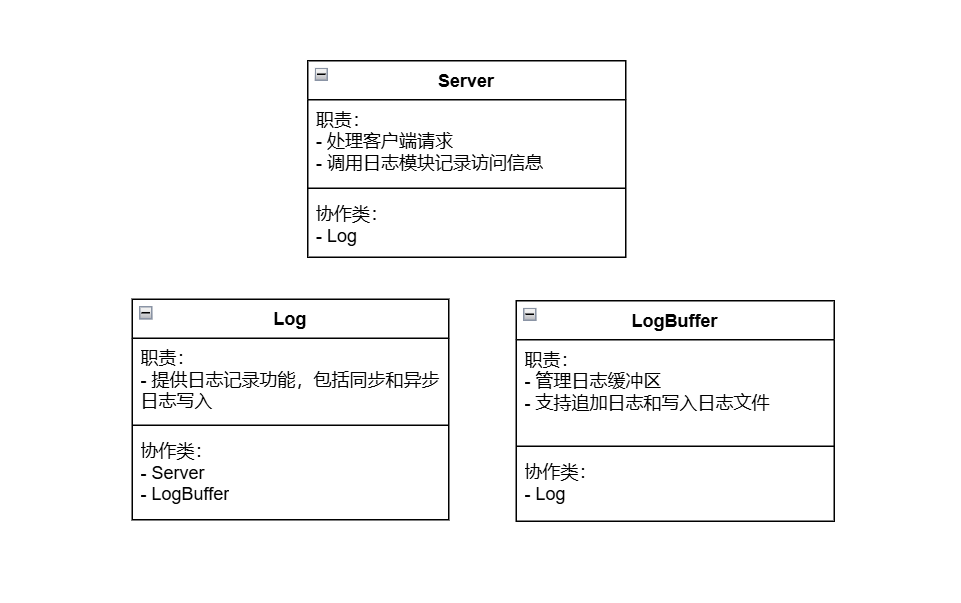 Server
职责：
- 处理客户端请求
- 调用日志模块记录访问信息
协作类：
- Log
Log
职责：
- 提供日志记录功能，包括同步和异步
日志写入
协作类：
- Server
- LogBuffer
LogBuffer
职责：
- 管理日志缓冲区
- 支持追加日志和写入日志文件
协作类：
- Log